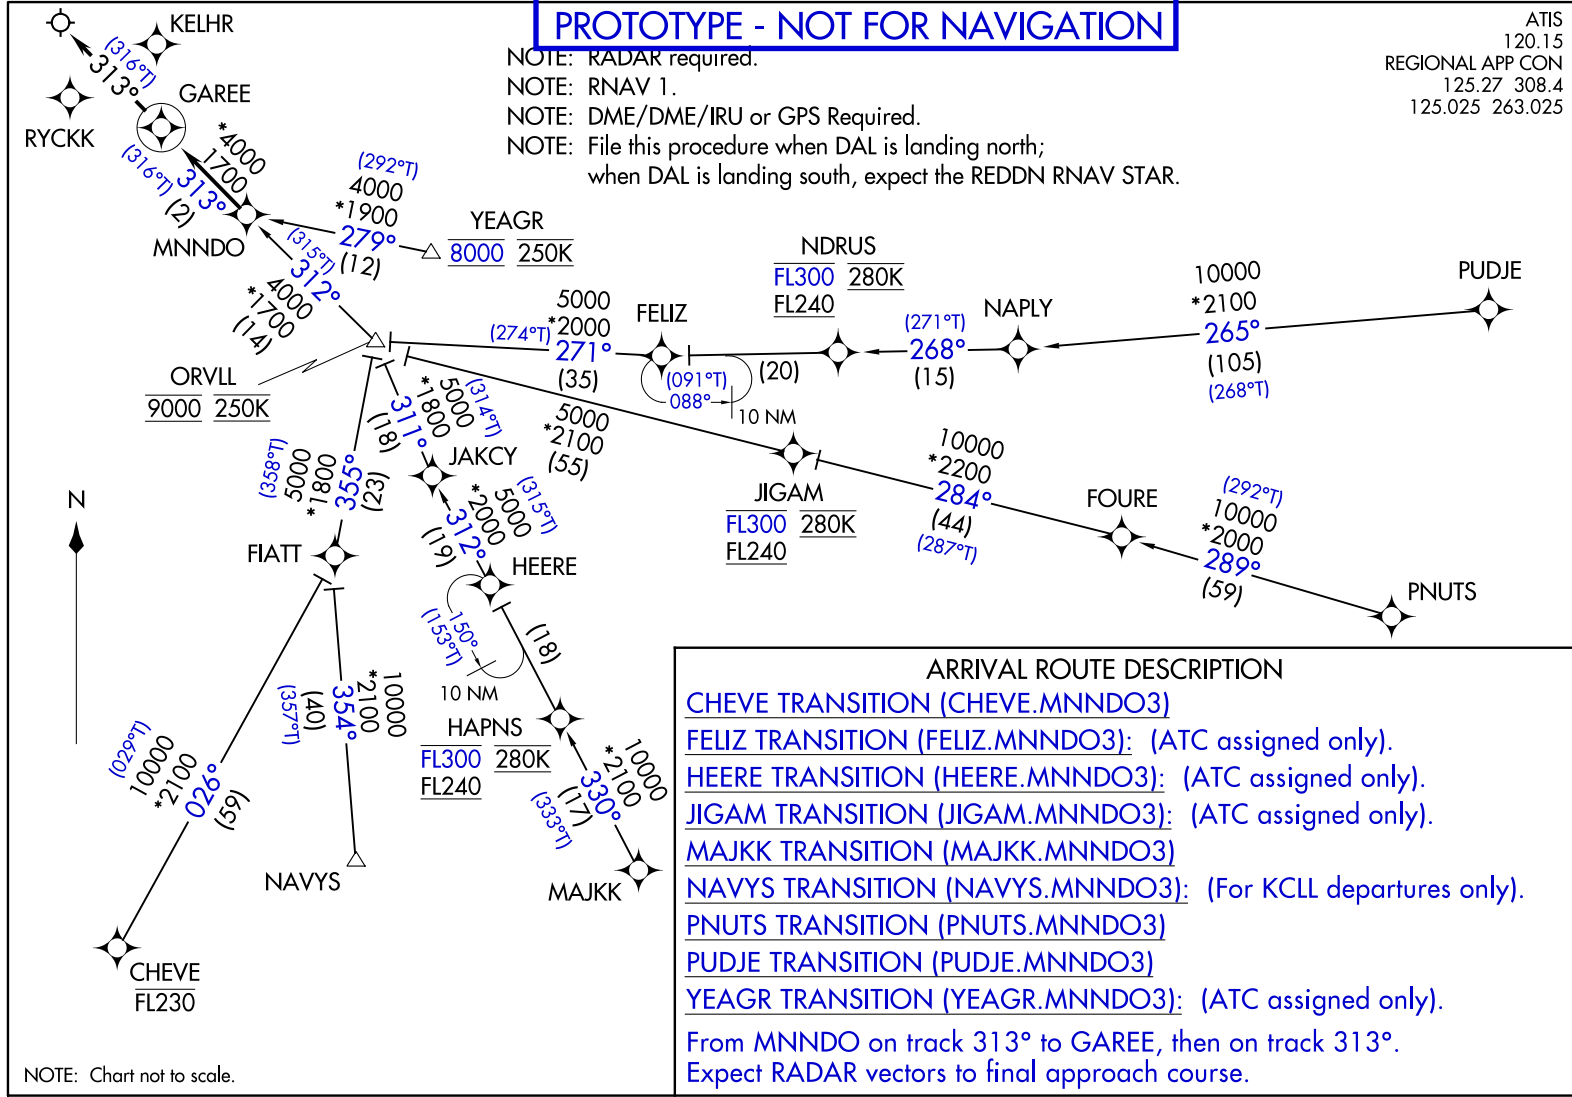 PROTOTYPE - NOT FOR NAVIGATION
ATIS
120.15
REGIONAL APP CON
125.27 308.4
125.025 263.025
NOTE: RADAR required.
NOTE: RNAV 1.
NOTE: DME/DME/IRU or GPS Required.
NOTE: File this procedure when DAL is landing north;
when DAL is landing south, expect the REDDN RNAV STAR.
KELHR
(316°T)
313°
GAREE
RYCKK
*4000
1700
313°
(316°T)
(2)
MNNDO
(292°T)
4000
*1900
279°
(12)
YEAGR
8000 250K
(315°T)
312°
4000
*1700
(14)
ORVLL
9000 250K
5000
*2000
(274°T)
271°
(35)
FELIZ
(091°T)
088°
10 NM
(20)
NDRUS
FL300 280K
FL240
(271°T)
268°
(15)
NAPLY
10000
*2100
265°
(105)
(268°T)
PUDJE
5000
*2100
(55)
JIGAM
FL300 280K
FL240
10000
*2200
284°
(44)
(287°T)
FOURE
(292°T)
10000
*2000
289°
(59)
PNUTS
(314°T)
5000
*1800
311°
(18)
JAKCY
(315°T)
5000
*2000
312°
(19)
HEERE
150°
(153°T)
10 NM
(18)
HAPNS
FL300 280K
FL240
10000
*2100
330°
(17)
(333°T)
MAJKK
(358°T)
5000
*1800
355°
(23)
FIATT
10000
*2100
354°
(40)
(357°T)
NAVYS
(029°T)
10000
*2100
026°
(59)
CHEVE
FL230
N
NOTE: Chart not to scale.
ARRIVAL ROUTE DESCRIPTION
CHEVE TRANSITION (CHEVE.MNNDO3)
FELIZ TRANSITION (FELIZ.MNNDO3): (ATC assigned only).
HEERE TRANSITION (HEERE.MNNDO3): (ATC assigned only).
JIGAM TRANSITION (JIGAM.MNNDO3): (ATC assigned only).
MAJKK TRANSITION (MAJKK.MNNDO3)
NAVYS TRANSITION (NAVYS.MNNDO3): (For KCLL departures only).
PNUTS TRANSITION (PNUTS.MNNDO3)
PUDJE TRANSITION (PUDJE.MNNDO3)
YEAGR TRANSITION (YEAGR.MNNDO3): (ATC assigned only).
From MNNDO on track 313° to GAREE, then on track 313°.
Expect RADAR vectors to final approach course.